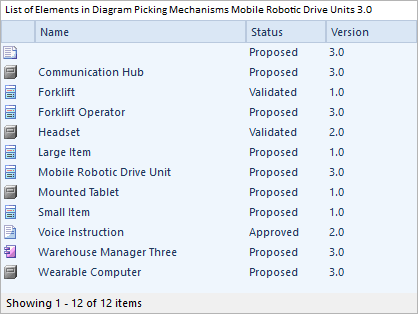 List of Elements in Diagram Picking Mechanisms Mobile Robotic Drive Units 3.0
Name Status Version
Proposed 3.0
Communication Hub Proposed 3.0
Forklift Validated 1.0
Forklift Operator Proposed 3.0
Headset Validated 2.0
Large Item Proposed 1.0
Mobile Robotic Drive Unit Proposed 3.0
Mounted Tablet Proposed 1.0
Small Item Proposed 1.0
Voice Instruction Approved 2.0
Warehouse Manager Three Proposed 3.0
Wearable Computer Proposed 3.0
Showing 1 - 12 of 12 items